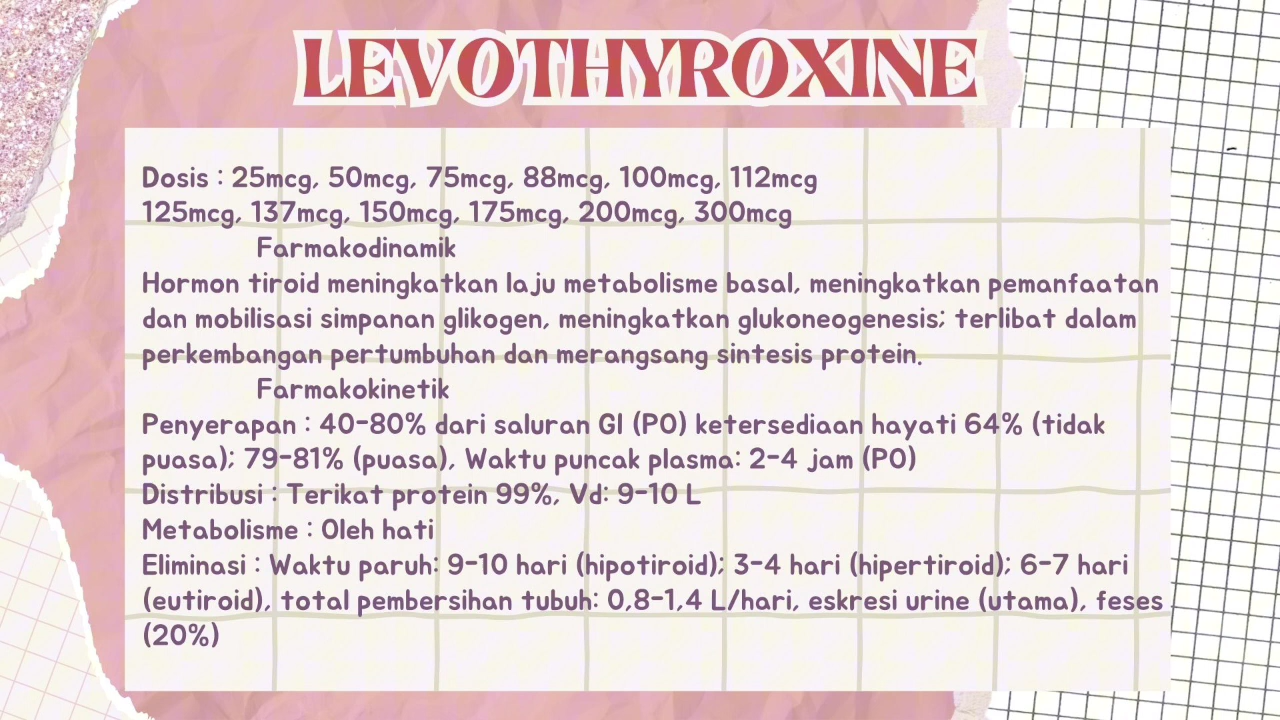 LEVOTHYROXINE
Dosis : 25mcg, 50mcg, 75mcg, 88mcg, 100mcg, 112mcg
125mcg, 137mcg, 150mcg, 175mcg, 200mcg, 300mcg
Farmakodinamik
Hormon tiroid meningkatkan laju metabolisme basal, meningkatkan pemanfaatan
dan mobilisasi simpanan glikogen, meningkatkan glukoneogenesis; terlibat dalam
perkembangan pertumbuhan dan merangsang sintesis protein.
Farmakokinetik
Penyerapan : 40-80% dari saluran GI (PO) ketersediaan hayati 64% (tidak
puasa); 79-81% (puasa), Waktu puncak plasma: 2-4 jam (PO)
Distribusi : Terikat protein 99%, Vd: 9-10 L
Metabolisme : Oleh hati
Eliminasi : Waktu paruh: 9-10 hari (hipotiroid); 3-4 hari (hipertiroid); 6-7 hari
(eutiroid), total pembersihan tubuh: 0,8-1,4 L/hari, eskresi urine (utama), feses
(20%)